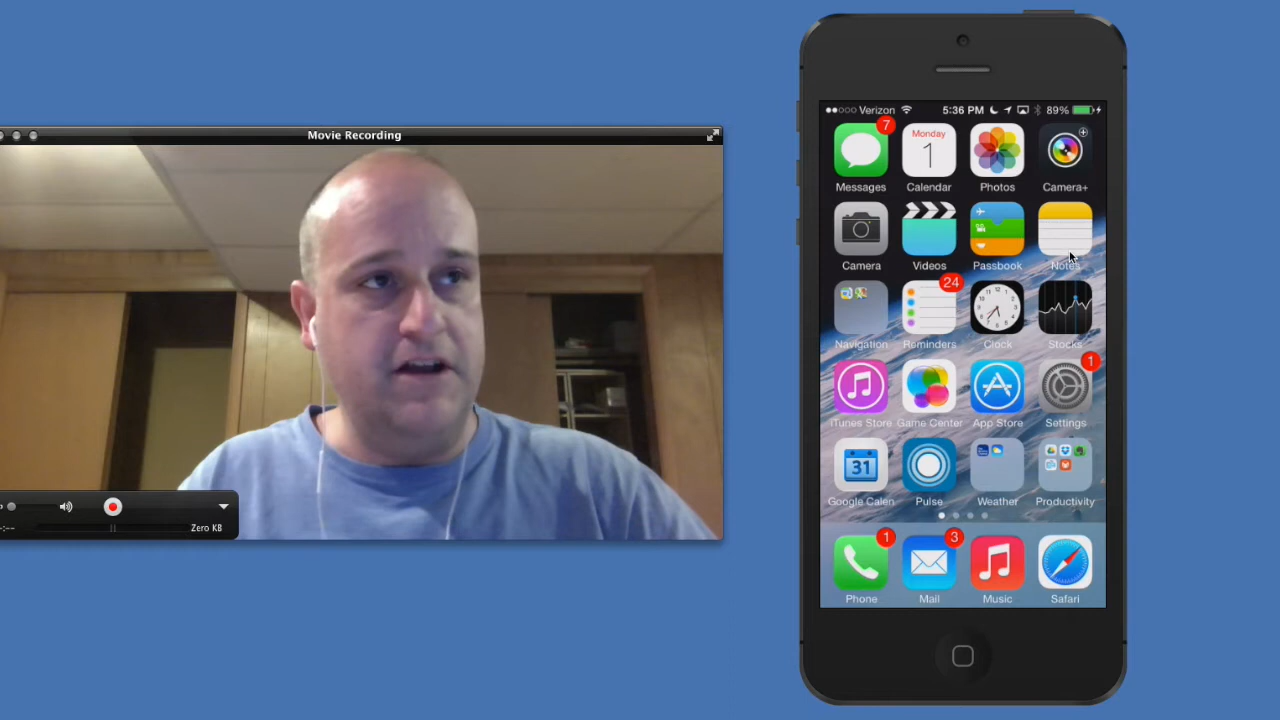 Movie Recording
Zero KB
Verizon 5:36 PM 89%
7
Monday
1
Messages Calendar Photos Camera+
Camera Videos Passbook Notes
24
Navigation Reminders Clock Stocks
1
iTunes Store Game Center App Store Settings
31
Google Calen Pulse Weather Productivity
1 3
Phone Mail Music Safari